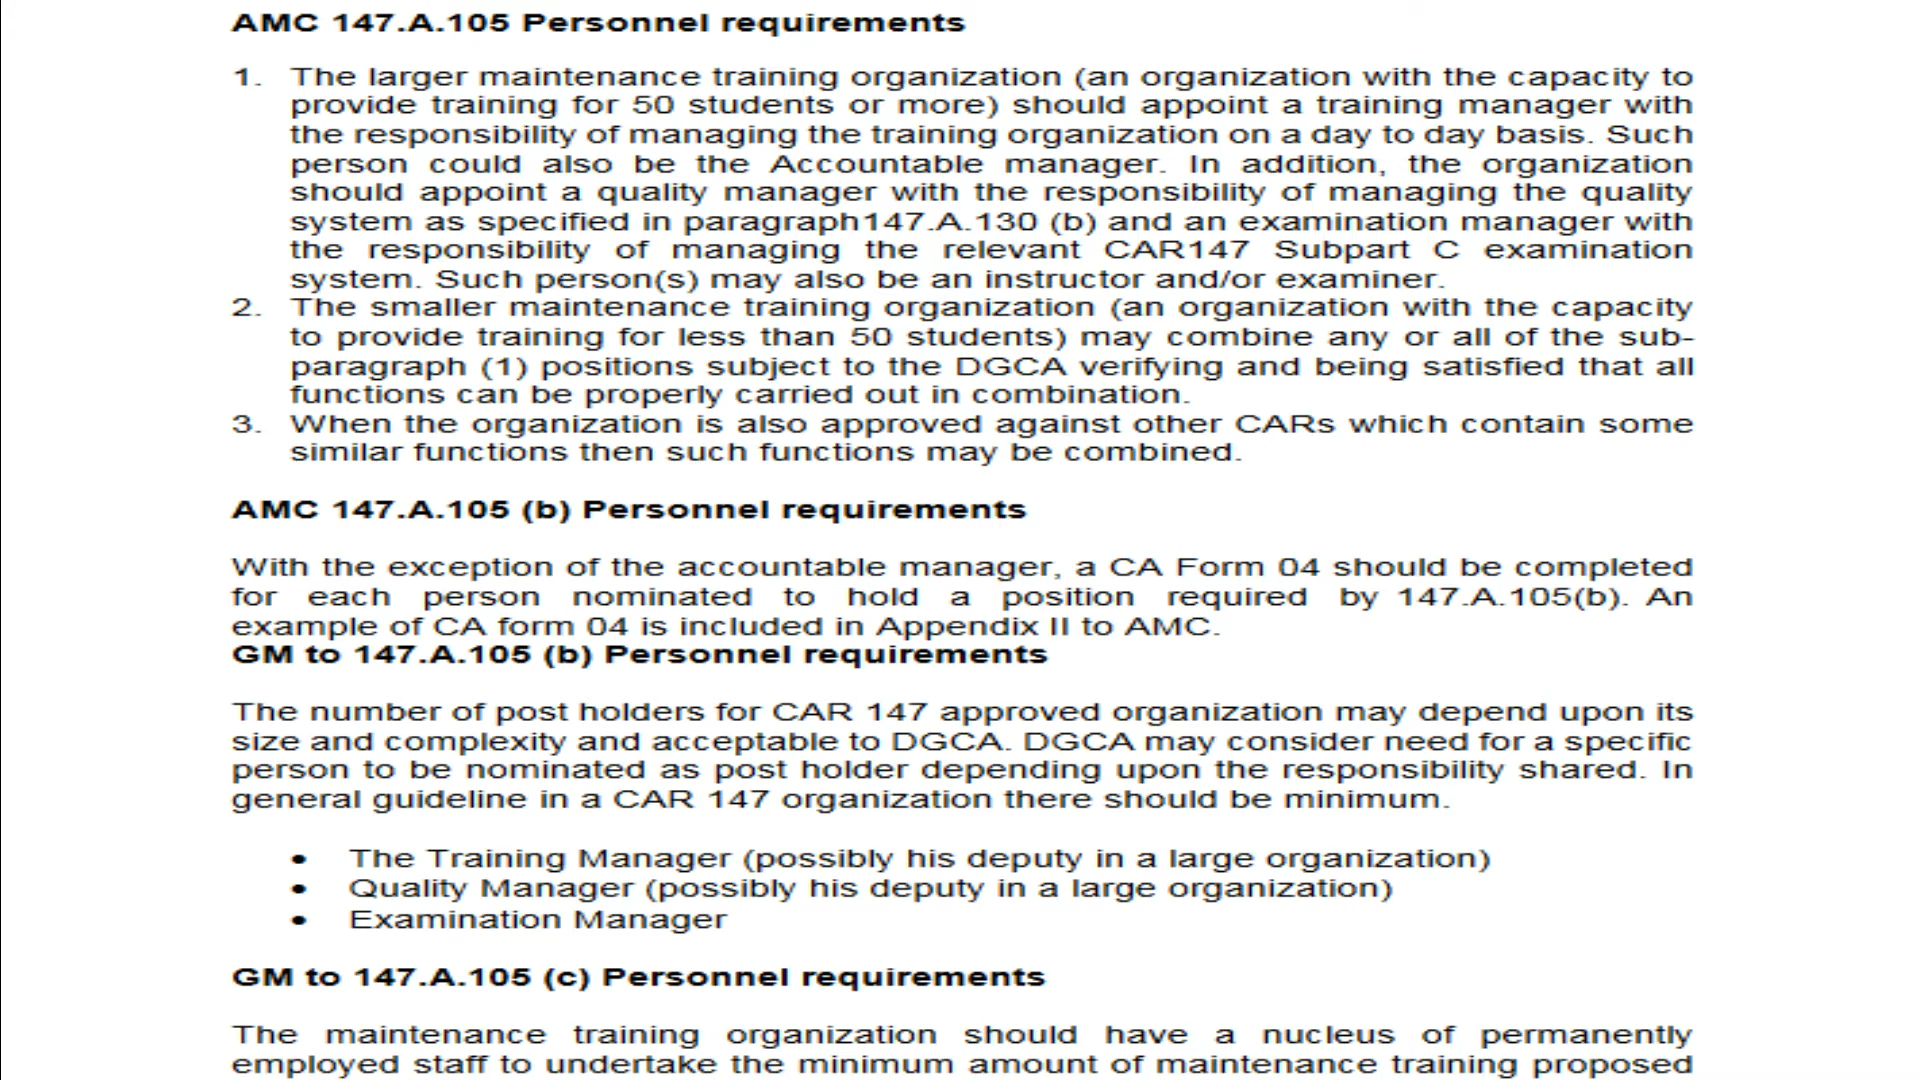 AMC 147.A.105 Personnel requirements
1. The larger maintenance training organization (an organization with the capacity to
provide training for 50 students or more) should appoint a training manager with
the responsibility of managing the training organization on a day to day basis. Such
person could also be the Accountable manager. In addition, the organization
should appoint a quality manager with the responsibility of managing the quality
system as specified in paragraph147.A.130 (b) and an examination manager with
the responsibility of managing the relevant CAR147 Subpart C examination
system. Such person(s) may also be an instructor and/or examiner.
2. The smaller maintenance training organization (an organization with the capacity
to provide training for less than 50 students) may combine any or all of the sub-
paragraph (1) positions subject to the DGCA verifying and being satisfied that all
functions can be properly carried out in combination.
3. When the organization is also approved against other CARs which contain some
similar functions then such functions may be combined.
AMC 147.A.105 (b) Personnel requirements
With the exception of the accountable manager, a CA Form 04 should be completed
for each person nominated to hold a position required by 147.A.105(b). An
example of CA form 04 is included in Appendix II to AMC.
GM to 147.A.105 (b) Personnel requirements
The number of post holders for CAR 147 approved organization may depend upon its
size and complexity and acceptable to DGCA. DGCA may consider need for a specific
person to be nominated as post holder depending upon the responsibility shared. In
general guideline in a CAR 147 organization there should be minimum.
• The Training Manager (possibly his deputy in a large organization)
• Quality Manager (possibly his deputy in a large organization)
• Examination Manager
GM to 147.A.105 (c) Personnel requirements
The maintenance training organization should have a nucleus of permanently
employed staff to undertake the minimum amount of maintenance training proposed